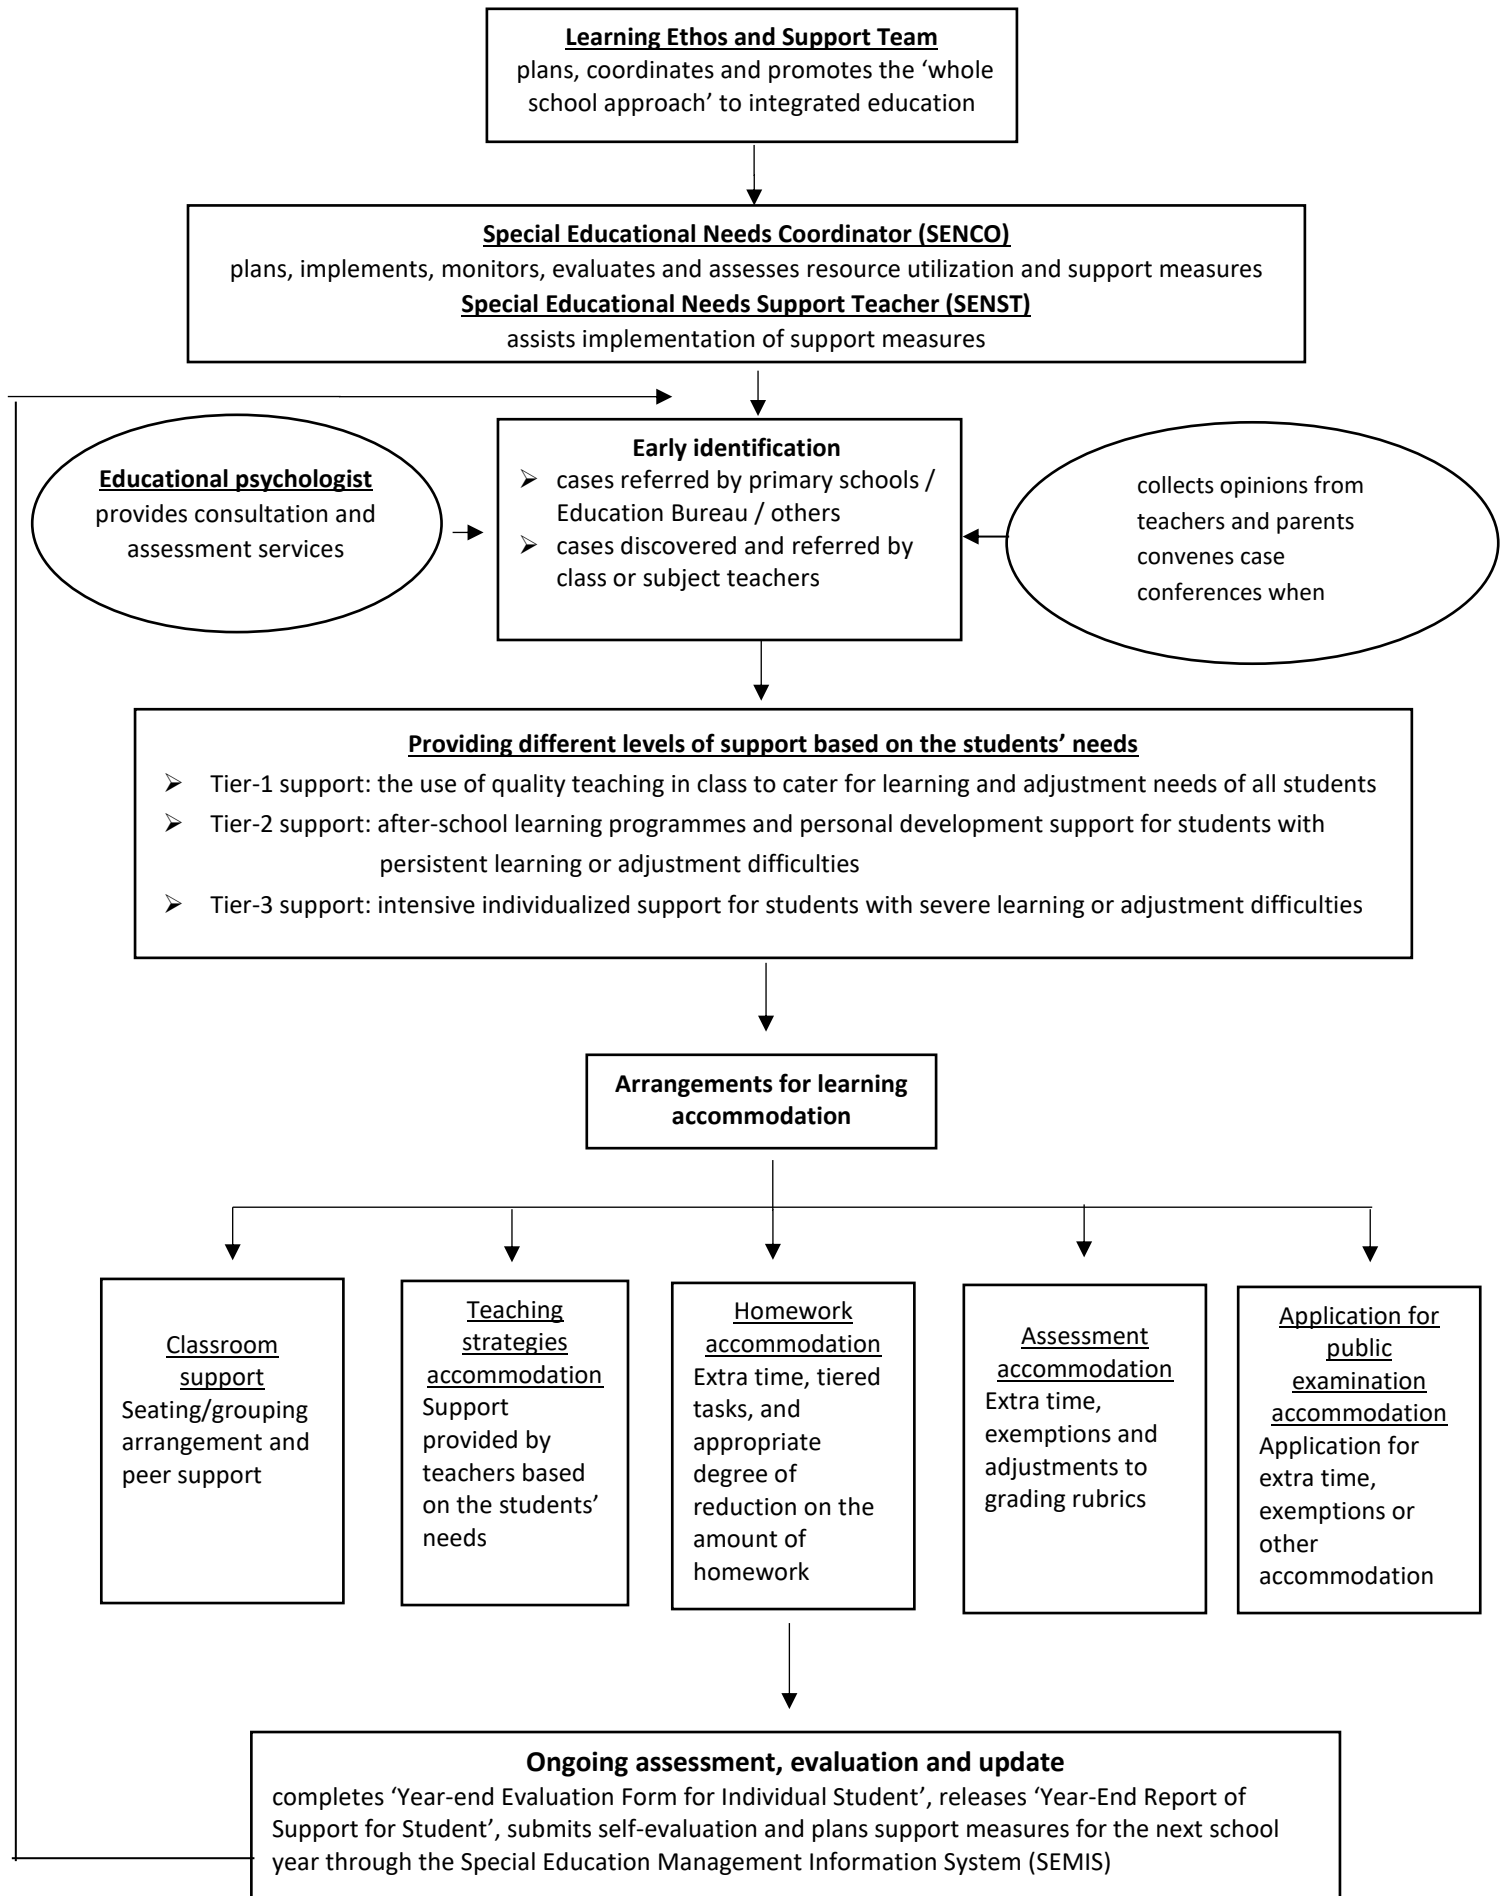 Learning Ethos and Support Team
plans, coordinates and promotes the ‘whole
school approach’ to integrated education
Special Educational Needs Coordinator (SENCO)
plans, implements, monitors, evaluates and assesses resource utilization and support measures
Special Educational Needs Support Teacher (SENST)
assists implementation of support measures
Educational psychologist
provides consultation and
assessment services
Early identification
➢ cases referred by primary schools /
Education Bureau / others
➢ cases discovered and referred by
class or subject teachers
collects opinions from
teachers and parents
convenes case
conferences when
Providing different levels of support based on the students’ needs
➢ Tier-1 support: the use of quality teaching in class to cater for learning and adjustment needs of all students
➢ Tier-2 support: after-school learning programmes and personal development support for students with
persistent learning or adjustment difficulties
➢ Tier-3 support: intensive individualized support for students with severe learning or adjustment difficulties
Arrangements for learning
accommodation
Classroom
support
Seating/grouping
arrangement and
peer support
Teaching
strategies
accommodation
Support
provided by
teachers based
on the students’
needs
Homework
accommodation
Extra time, tiered
tasks, and
appropriate
degree of
reduction on the
amount of
homework
Assessment
accommodation
Extra time,
exemptions and
adjustments to
grading rubrics
Application for
public
examination
accommodation
Application for
extra time,
exemptions or
other
accommodation
Ongoing assessment, evaluation and update
completes ‘Year-end Evaluation Form for Individual Student’, releases ‘Year-End Report of
Support for Student’, submits self-evaluation and plans support measures for the next school
year through the Special Education Management Information System (SEMIS)